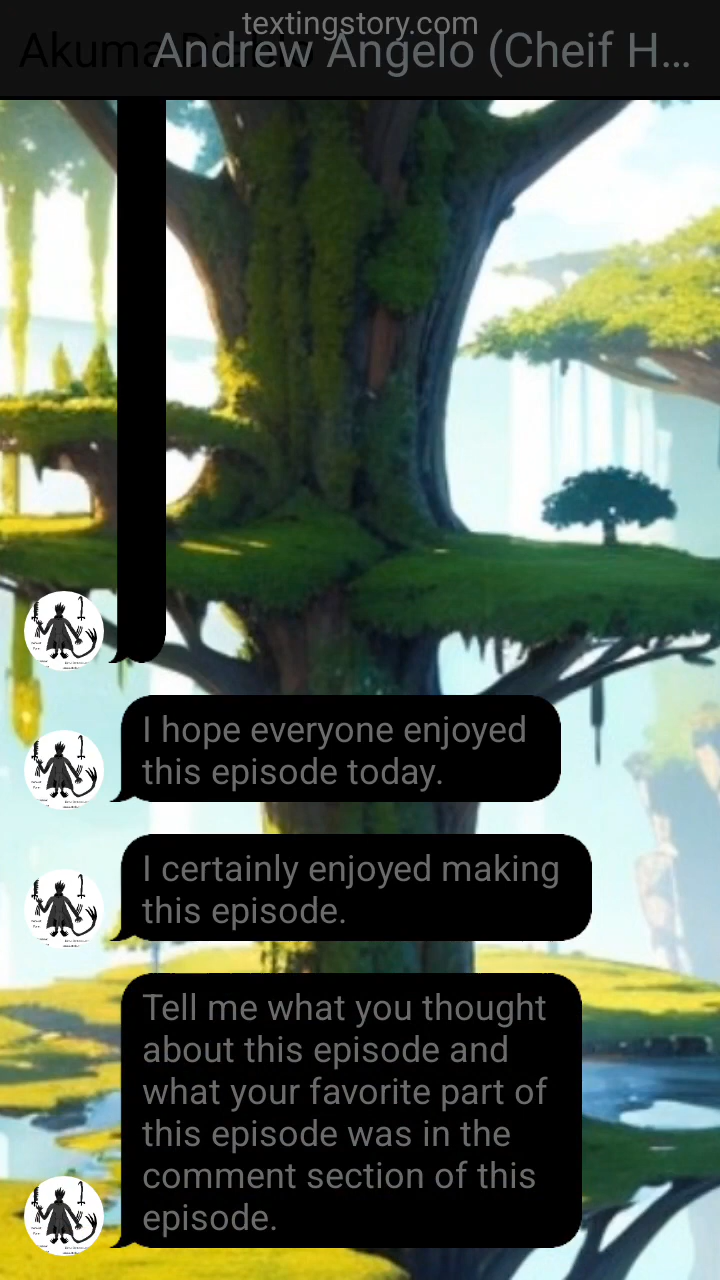 textingstory.com
Akuma Diablo
Andrew Angelo (Cheif H...
I hope everyone enjoyed
this episode today.
I certainly enjoyed making
this episode.
Tell me what you thought
about this episode and
what your favorite part of
this episode was in the
comment section of this
episode.